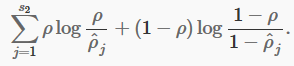 $$\sum_{j=1}^{s_2} \rho \log \frac{\rho}{\hat{\rho}_j} + (1 - \rho) \log \frac{1 - \rho}{1 - \hat{\rho}_j}.$$